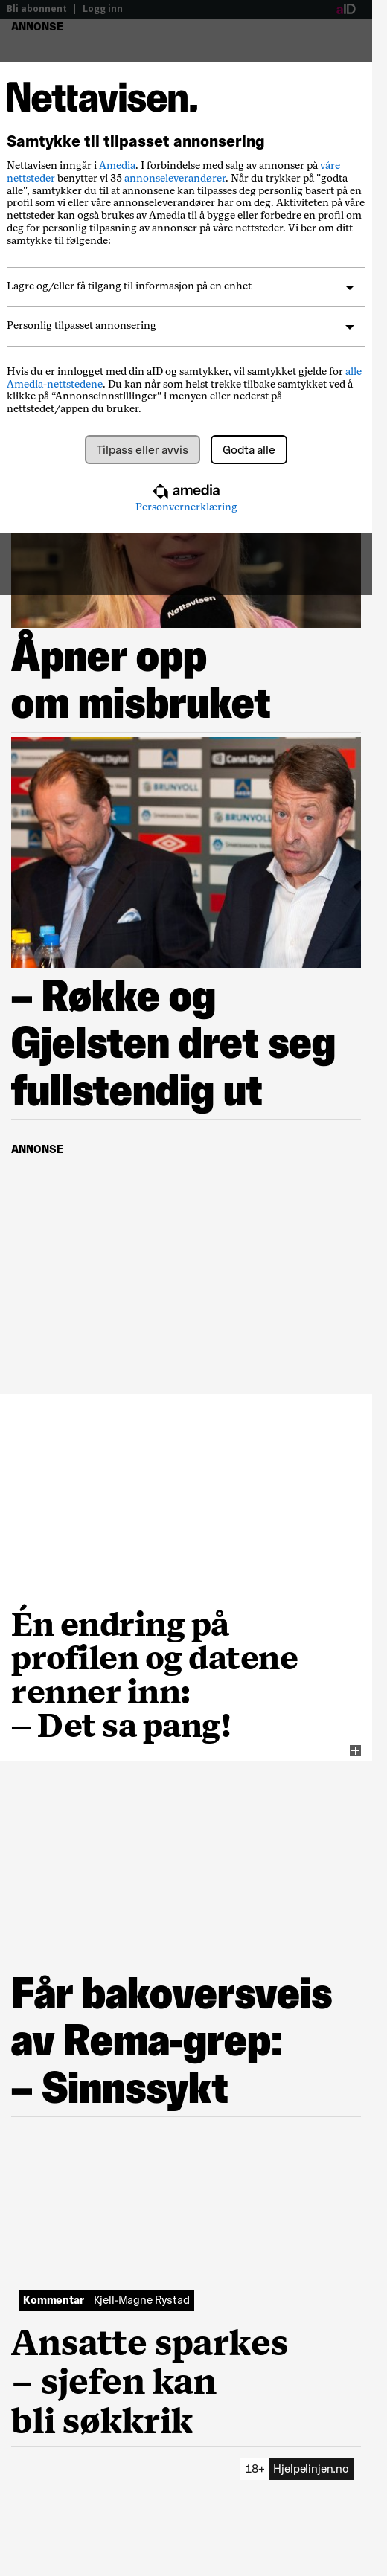 Bli abonnent | Logg inn
aID
ANNONSE
Nettavisen.
Samtykke til tilpasset annonsering
Nettavisen inngår i Amedia. I forbindelse med salg av annonser på våre
nettsteder benytter vi 35 annonseleverandører. Når du trykker på "godta
alle", samtykker du til at annonsene kan tilpasses deg personlig basert på en
profil som vi eller våre annonseleverandører har om deg. Aktiviteten på våre
nettsteder kan også brukes av Amedia til å bygge eller forbedre en profil om
deg for personlig tilpasning av annonser på våre nettsteder. Vi ber om ditt
samtykke til følgende:
Lagre og/eller få tilgang til informasjon på en enhet
Personlig tilpasset annonsering
Hvis du er innlogget med din aID og samtykker, vil samtykket gjelde for alle
Amedia-nettstedene. Du kan når som helst trekke tilbake samtykket ved å
klikke på “Annonseinnstillinger” i menyen eller nederst på
nettstedet/appen du bruker.
Tilpass eller avvis
Godta alle
amedia
Personvernerklæring
Nettavisen
Åpner opp
om misbruket
Canal Digital
BRUNVOLL
– Røkke og
Gjelsten dret seg
fullstendig ut
ANNONSE
Én endring på
profilen og datene
renner inn:
– Det sa pang!
Får bakoversveis
av Rema-grep:
– Sinnssykt
Kommentar | Kjell-Magne Rystad
Ansatte sparkes
– sjefen kan
bli søkkrik
18+ Hjelpelinjen.no